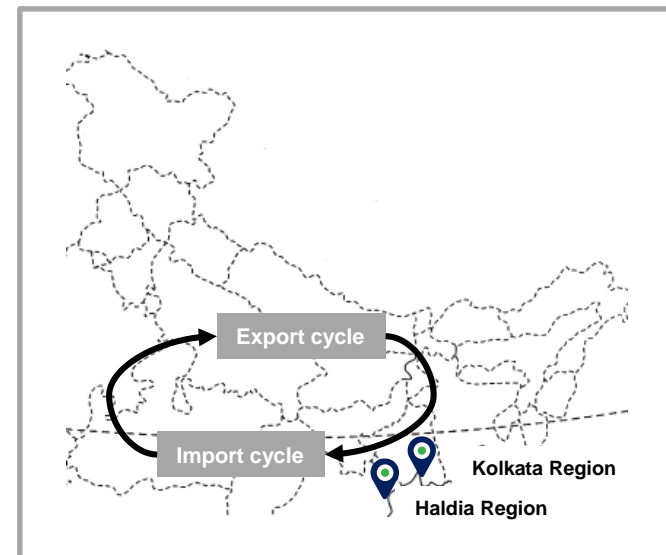 Export cycle
Import cycle
Kolkata Region
Haldia Region